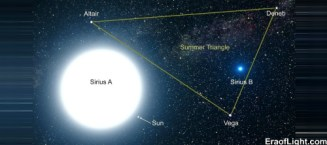 Altair
Deneb
Summer Triangle
Sirius A
Sirius B
Sun
Vega
EraofLight.com